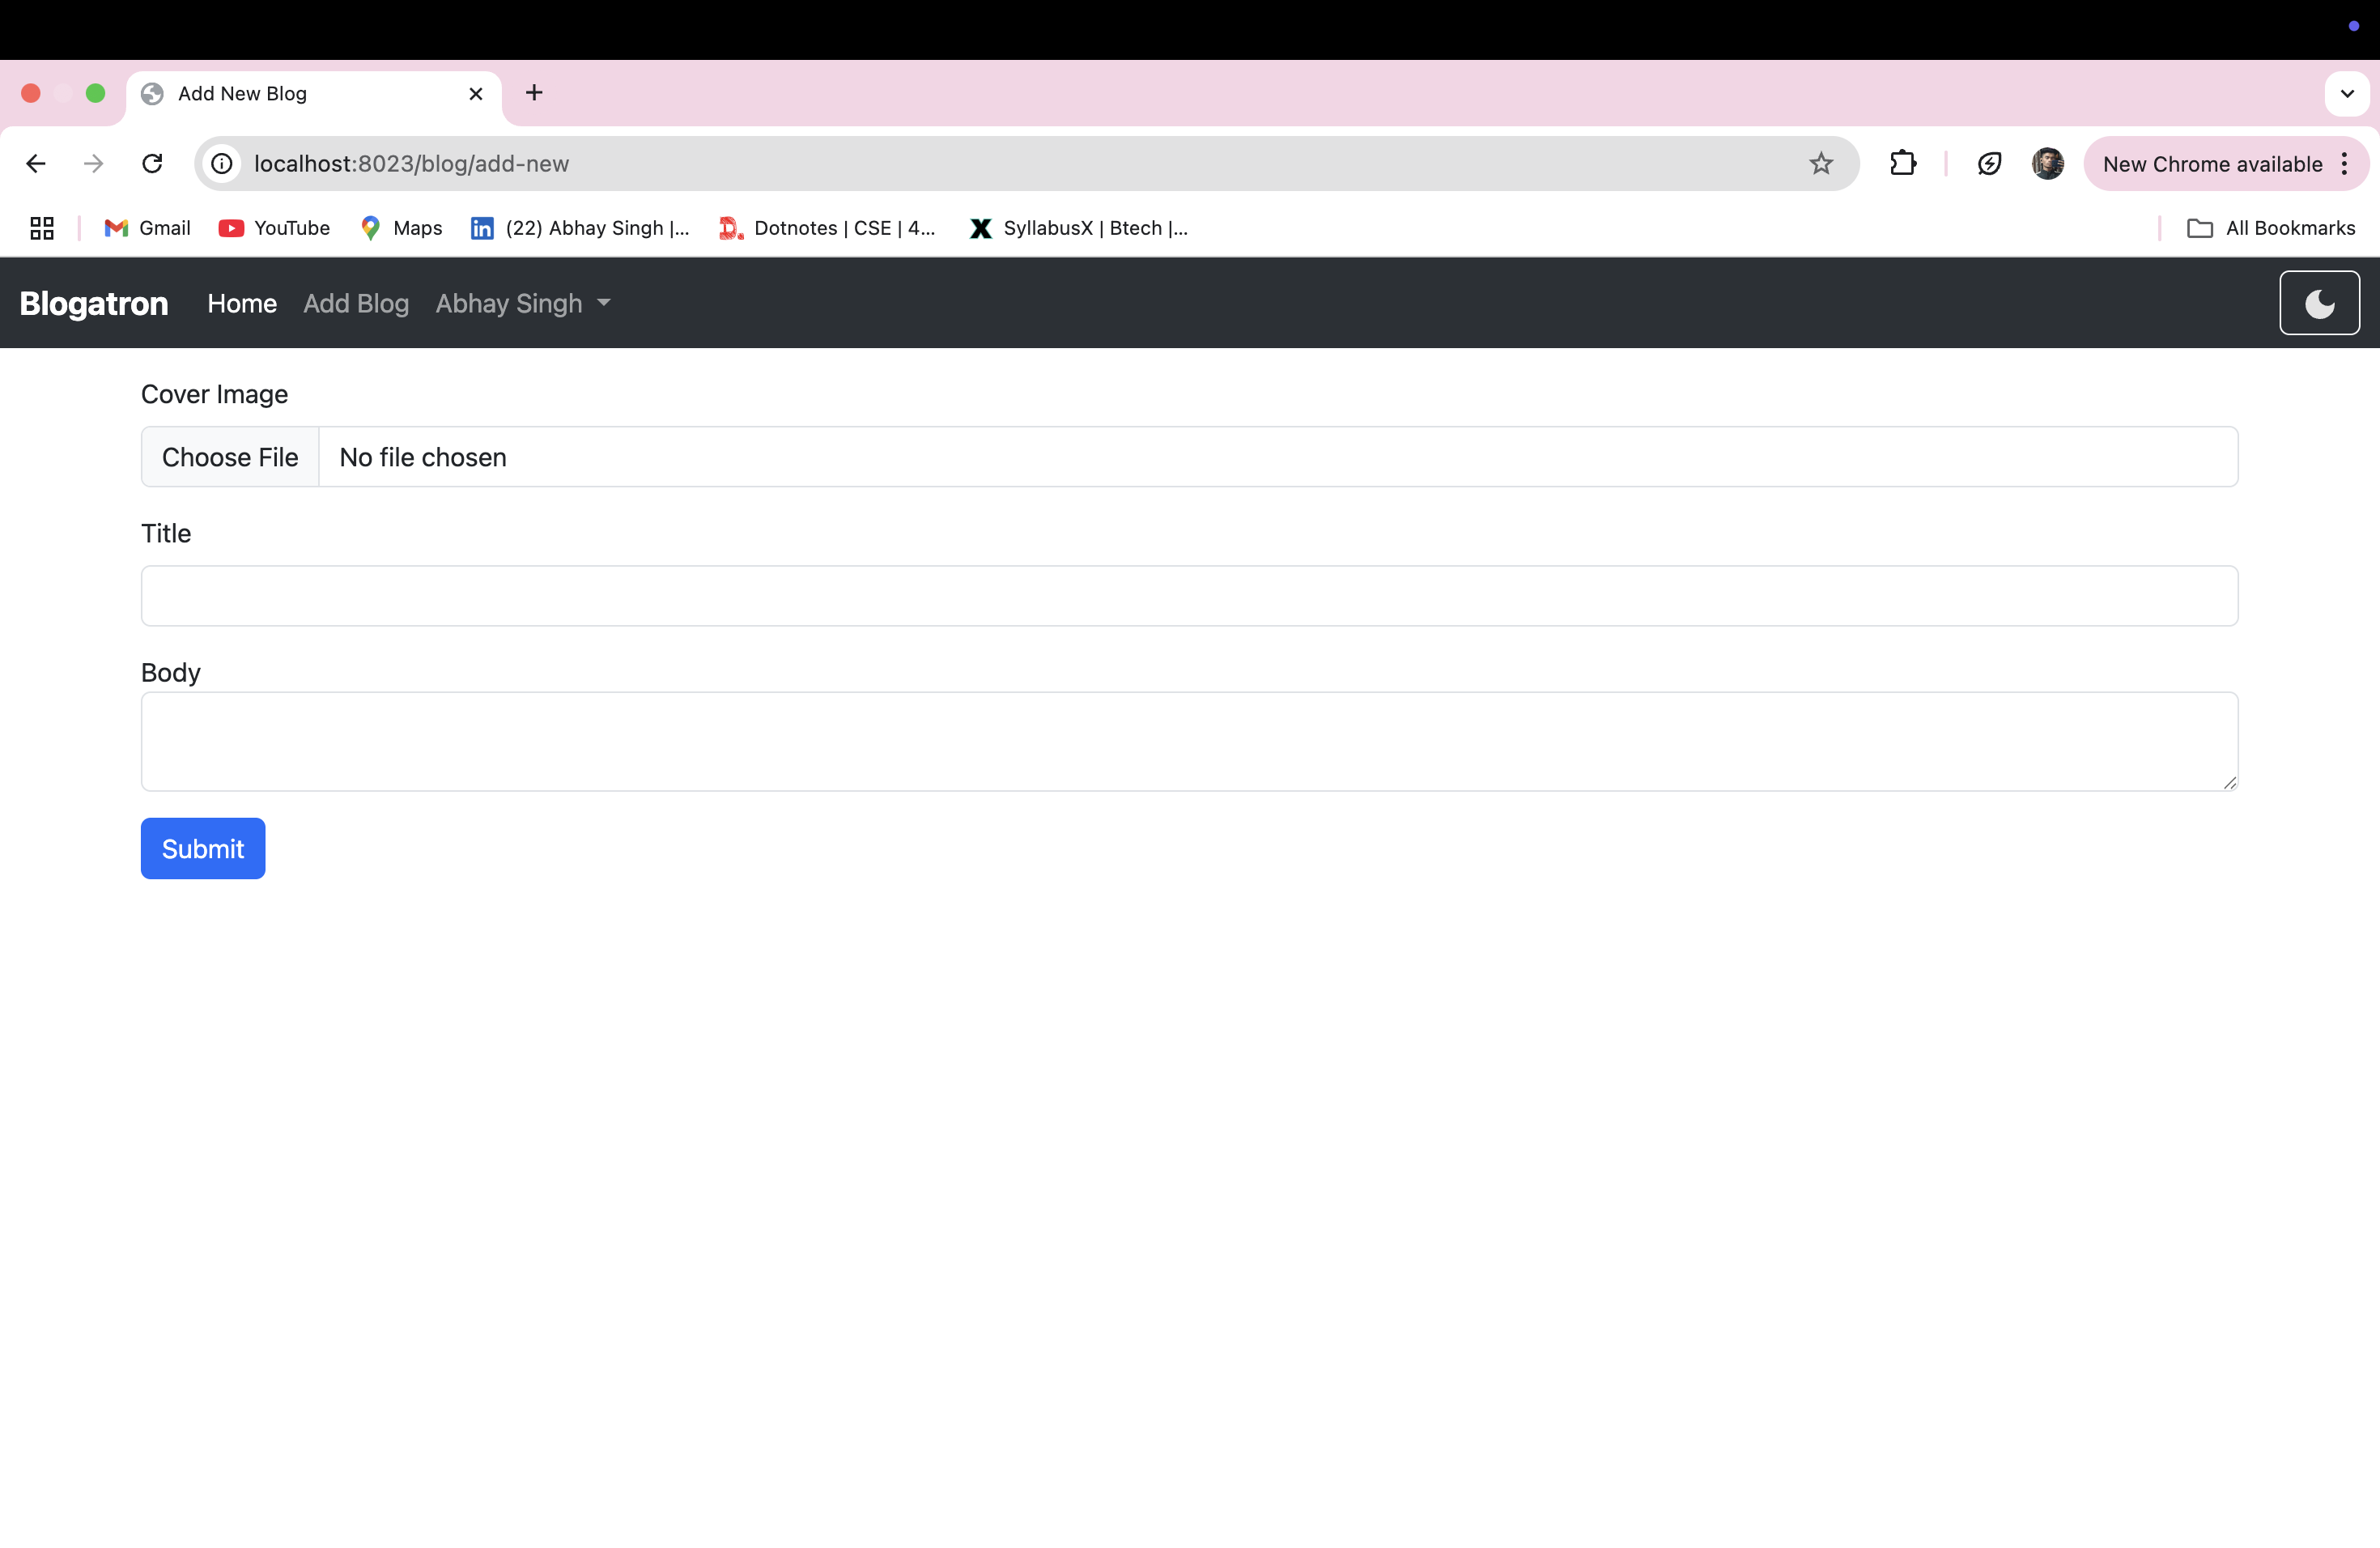 Add New Blog
localhost:8023/blog/add-new
New Chrome available
Gmail YouTube Maps (22) Abhay Singh |... Dotnotes | CSE | 4... SyllabusX | Btech |... All Bookmarks
Blogatron Home Add Blog Abhay Singh
Cover Image
Choose File No file chosen
Title
Body
Submit